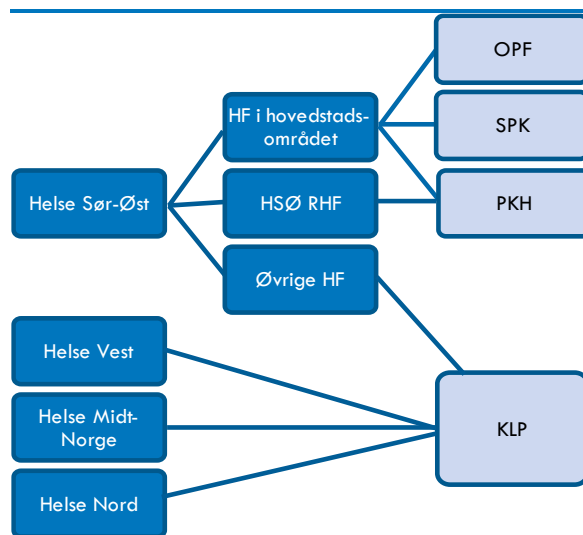 OPF
HF i hovedstads-
området
SPK
Helse Sør-Øst
HSØ RHF
PKH
Øvrige HF
Helse Vest
Helse Midt-
Norge
KLP
Helse Nord